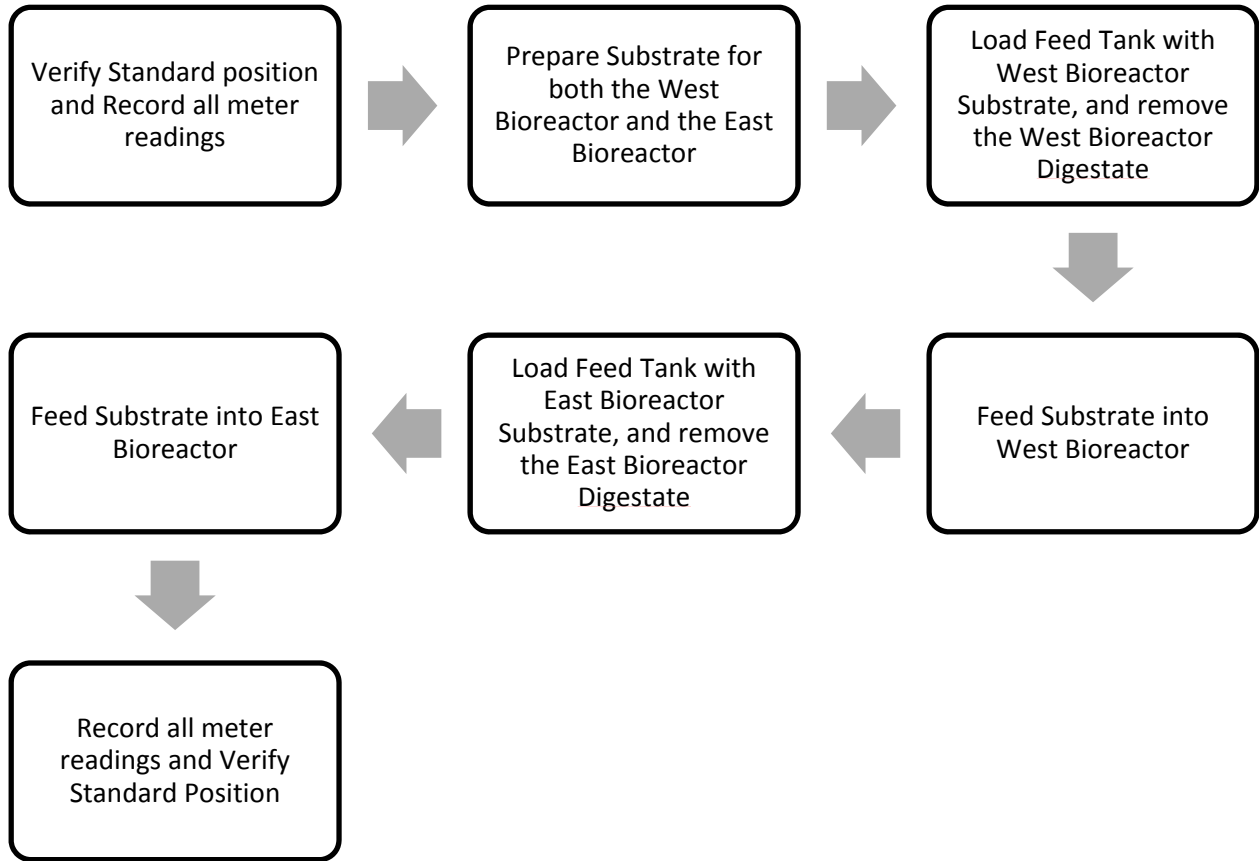 Verify Standard position
and Record all meter
readings
Prepare Substrate for
both the West
Bioreactor and the East
Bioreactor
Load Feed Tank with
West Bioreactor
Substrate, and remove
the West Bioreactor
Digestate
Feed Substrate into
West Bioreactor
Load Feed Tank with
East Bioreactor
Substrate, and remove
the East Bioreactor
Digestate
Feed Substrate into East
Bioreactor
Record all meter
readings and Verify
Standard Position